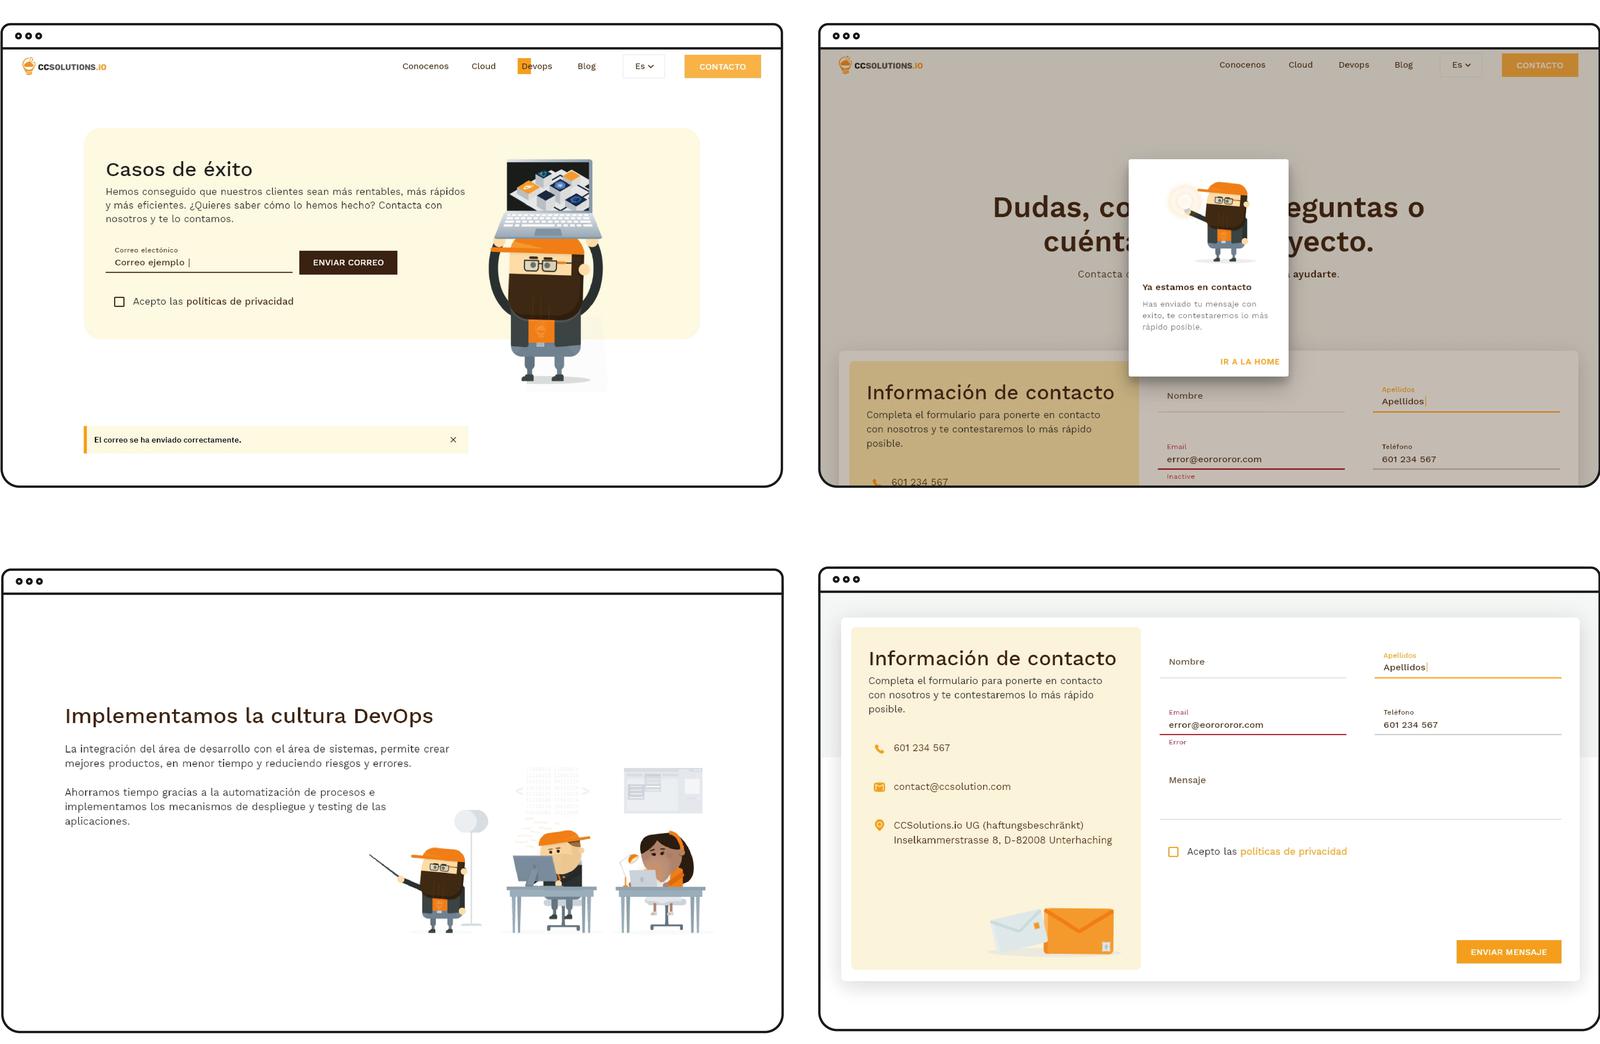 CCSOLUTIONS.IO
Conocenos Cloud Devops Blog Es CONTACTO
Casos de éxito
Hemos conseguido que nuestros clientes sean más rentables, más rápidos
y más eficientes. ¿Quieres saber cómo lo hemos hecho? Contacta con
nosotros y te lo contamos.
Correo electónico
Correo ejemplo
ENVIAR CORREO
Acepto las políticas de privacidad
El correo se ha enviado correctamente.
CCSOLUTIONS.IO
Conocenos Cloud Devops Blog Es CONTACTO
Dudas, co eguntas o
cuénta yecto.
Contacta ayudarte.
Ya estamos en contacto
Has enviado tu mensaje con
exito, te contestaremos lo más
rápido posible.
IR A LA HOME
Información de contacto
Completa el formulario para ponerte en contacto
con nosotros y te contestaremos lo más rápido
posible.
601 234 567
Nombre
Apellidos
Apellidos
Email
error@eorororor.com
Inactive
Teléfono
601 234 567
Implementamos la cultura DevOps
La integración del área de desarrollo con el área de sistemas, permite crear
mejores productos, en menor tiempo y reduciendo riesgos y errores.
Ahorramos tiempo gracias a la automatización de procesos e
implementamos los mecanismos de despliegue y testing de las
aplicaciones.
Información de contacto
Completa el formulario para ponerte en contacto
con nosotros y te contestaremos lo más rápido
posible.
601 234 567
contact@ccsolution.com
CCSolutions.io UG (haftungsbeschränkt)
Inselkammerstrasse 8, D-82008 Unterhaching
Nombre
Apellidos
Apellidos
Email
error@eorororor.com
Error
Teléfono
601 234 567
Mensaje
Acepto las políticas de privacidad
ENVIAR MENSAJE